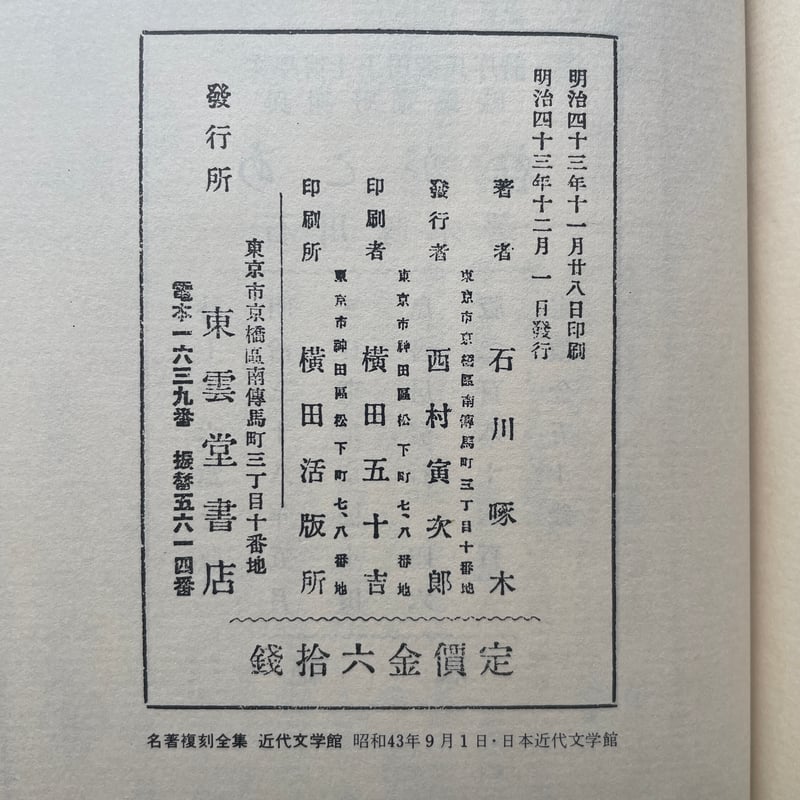 明治四十三年十一月廿八日印刷
明治四十三年十二月一日發行
著者 石川啄木
東京市京橋區南傳馬町三丁目十番地
發行者 西村寅次郎
東京市神田區松下町七、八番地
印刷者 横田五十吉
東京市神田區松下町七、八番地
印刷所 横田活版所
東京市京橋區南傳馬町三丁目十番地
發行所 東雲堂書店
電本一六三九番 振替五六一四番
錢拾六金價定
名著複刻全集 近代文学館 昭和43年9月1日・日本近代文学館